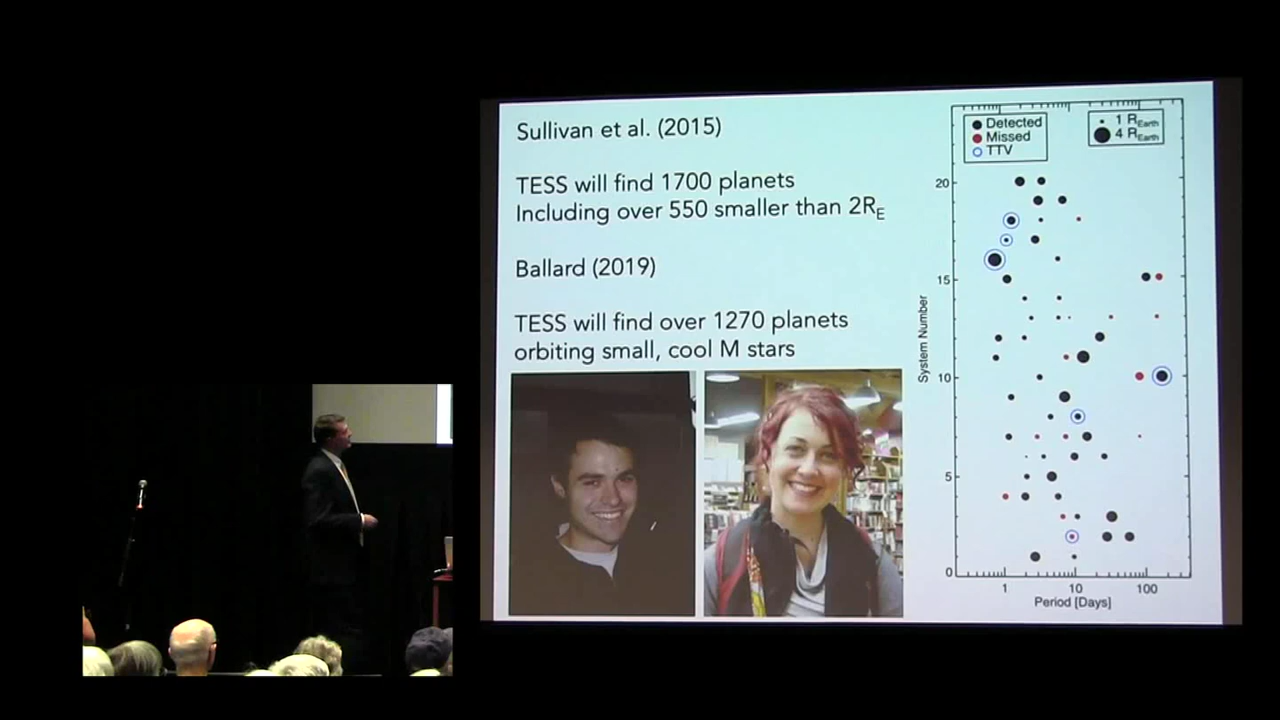 Sullivan et al. (2015)
TESS will find 1700 planets
Including over 550 smaller than 2RE
Ballard (2019)
TESS will find over 1270 planets
orbiting small, cool M stars
Detected
Missed
TTV
1 REarth
4 REarth
20
15
10
5
0
System Number
1 10 100
Period [Days]